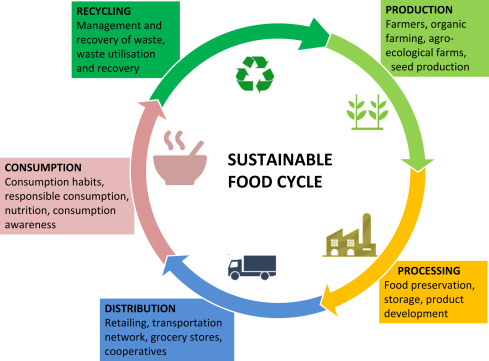 RECYCLING
Management and
recovery of waste,
waste utilisation
and recovery
PRODUCTION
Farmers, organic
farming, agro-
ecological farms,
seed production
SUSTAINABLE
FOOD CYCLE
CONSUMPTION
Consumption habits,
responsible consumption,
nutrition, consumption
awareness
PROCESSING
Food preservation,
storage, product
development
DISTRIBUTION
Retailing, transportation
network, grocery stores,
cooperatives